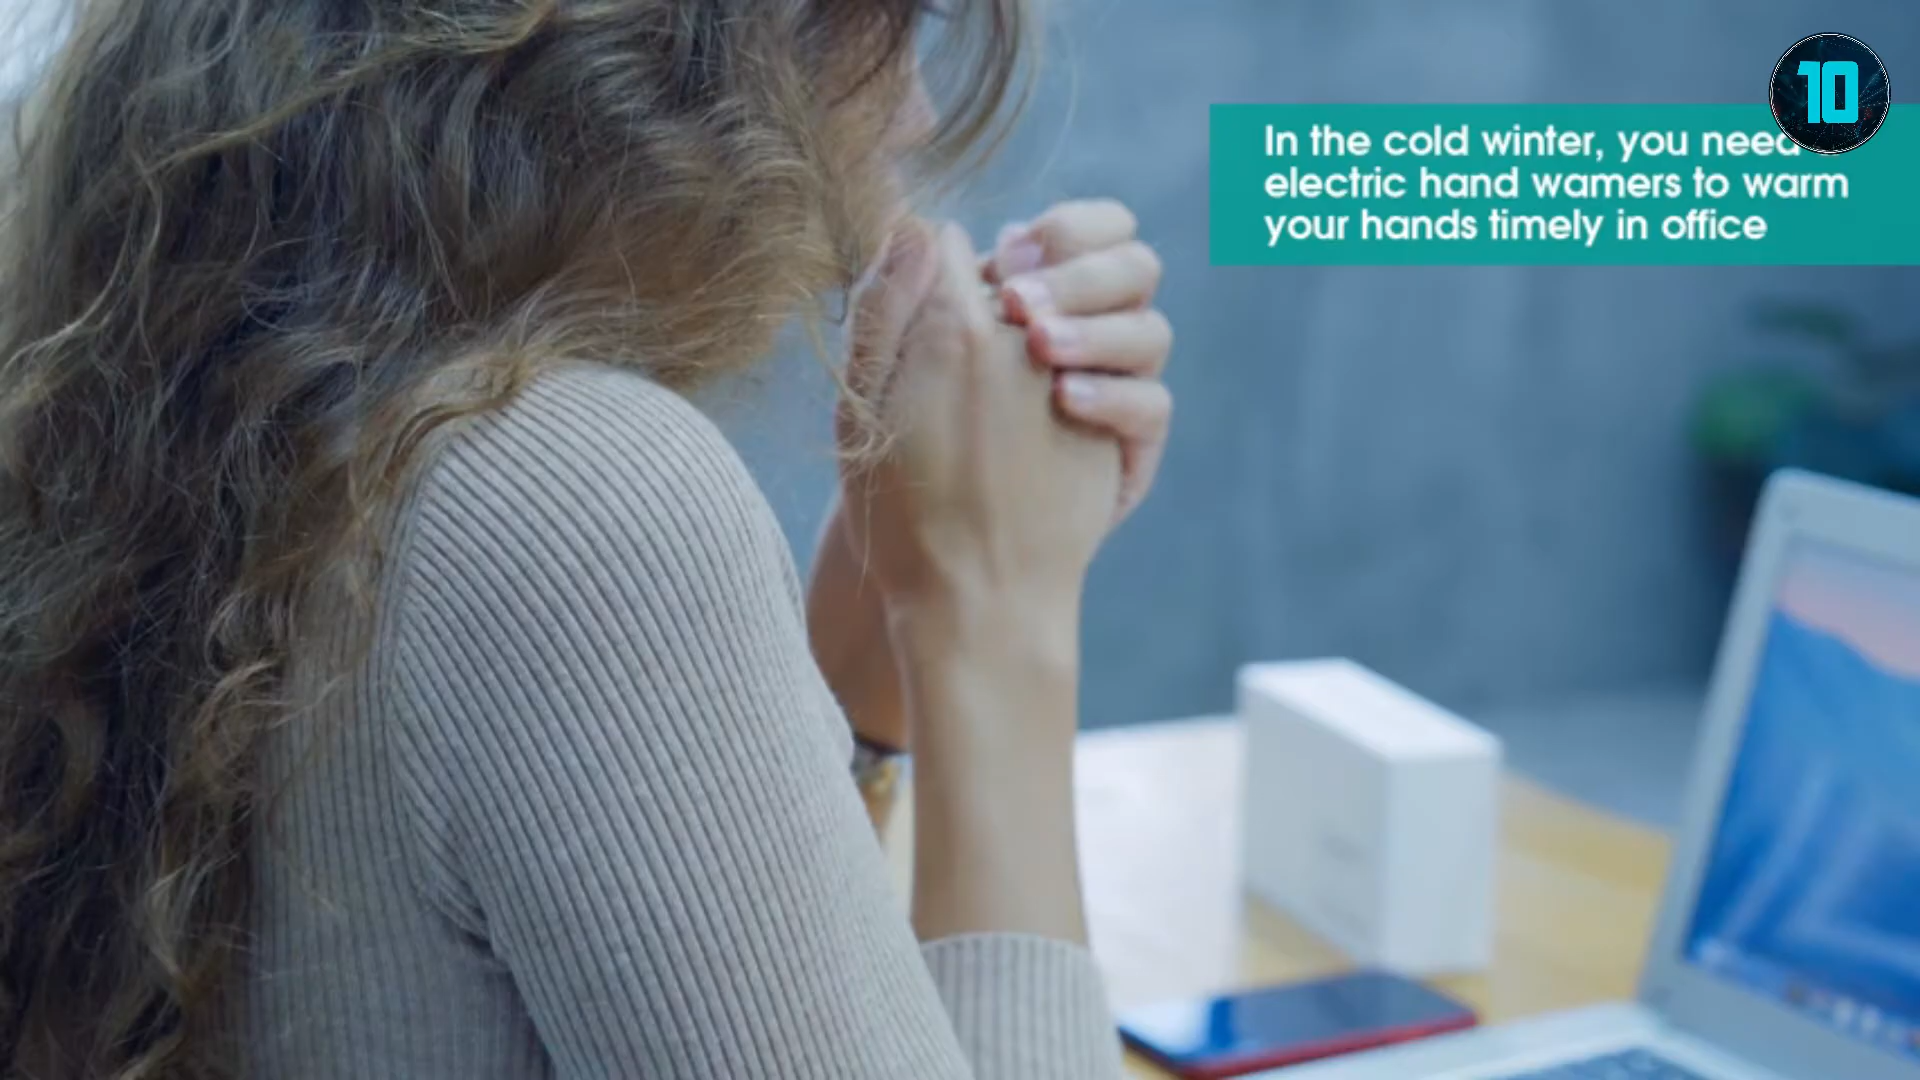 10
In the cold winter, you need
electric hand wamers to warm
your hands timely in office